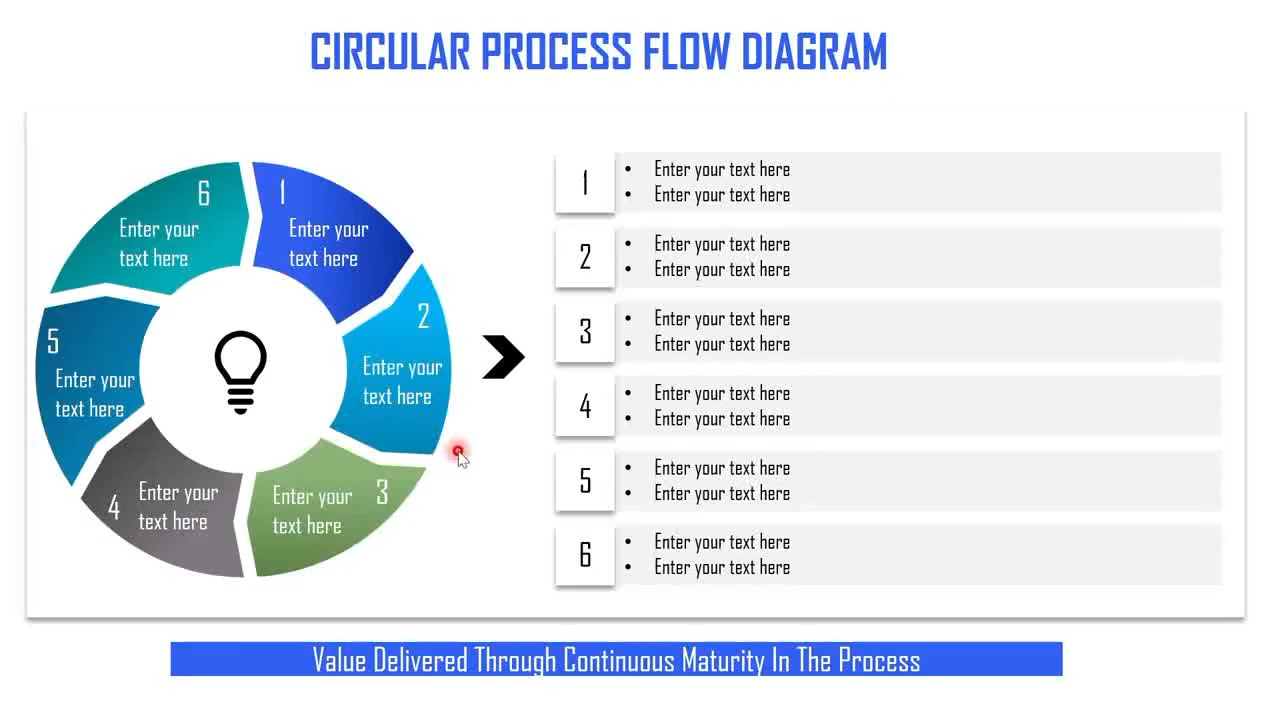 CIRCULAR PROCESS FLOW DIAGRAM
1
Enter your
text here
2
Enter your
text here
3
Enter your
text here
4
Enter your
text here
5
Enter your
text here
6
Enter your
text here
1
• Enter your text here
• Enter your text here
2
• Enter your text here
• Enter your text here
3
• Enter your text here
• Enter your text here
4
• Enter your text here
• Enter your text here
5
• Enter your text here
• Enter your text here
6
• Enter your text here
• Enter your text here
Value Delivered Through Continuous Maturity In The Process